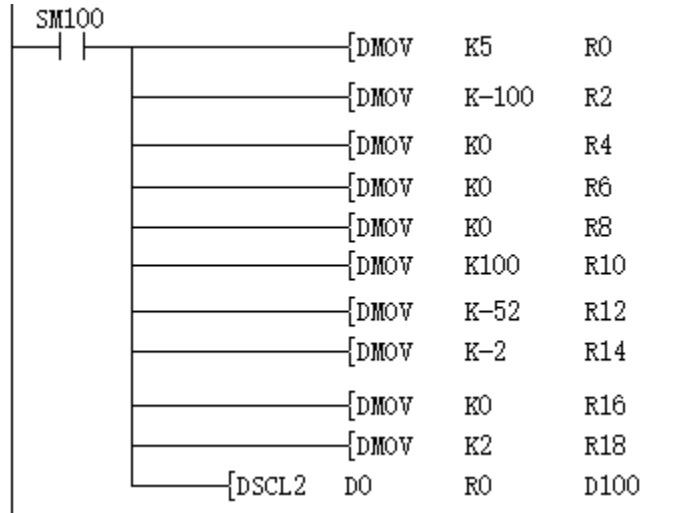 SM100
[DMOV K5 R0
[DMOV K-100 R2
[DMOV K0 R4
[DMOV K0 R6
[DMOV K0 R8
[DMOV K100 R10
[DMOV K-52 R12
[DMOV K-2 R14
[DMOV K0 R16
[DMOV K2 R18
[DSCL2 D0 R0 D100